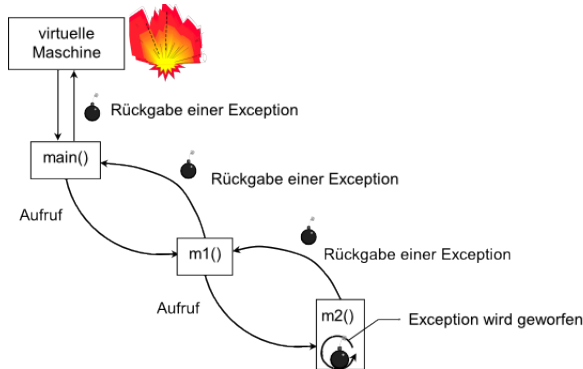 virtuelle
Maschine
Rückgabe einer Exception
main()
Rückgabe einer Exception
Aufruf
m1()
Rückgabe einer Exception
Aufruf
m2()
Exception wird geworfen